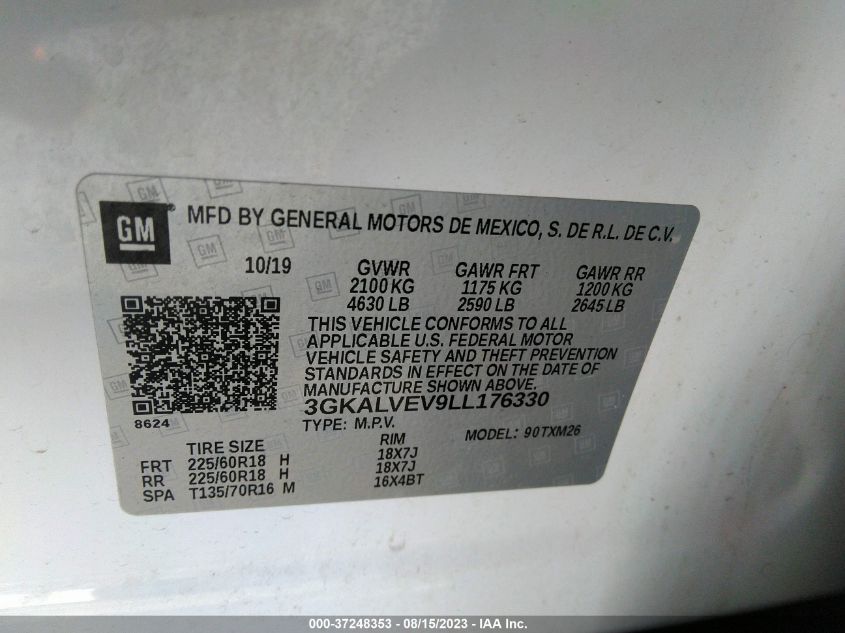 GM
MFD BY GENERAL MOTORS DE MEXICO, S. DE R.L. DE C.V.
10/19 GVWR GAWR FRT GAWR RR
2100 KG 1175 KG 1200 KG
4630 LB 2590 LB 2645 LB
THIS VEHICLE CONFORMS TO ALL
APPLICABLE U.S. FEDERAL MOTOR
VEHICLE SAFETY AND THEFT PREVENTION
STANDARDS IN EFFECT ON THE DATE OF
MANUFACTURE SHOWN ABOVE.
3GKALVEV9LL176330
8624
TYPE: M.P.V. MODEL: 90TXM26
TIRE SIZE RIM
FRT 225/60R18 H 18X7J
RR 225/60R18 H 18X7J
SPA T135/70R16 M 16X4BT
000-37248353 - 08/15/2023 - IMPACT AUTO AUCTIONS LTD.